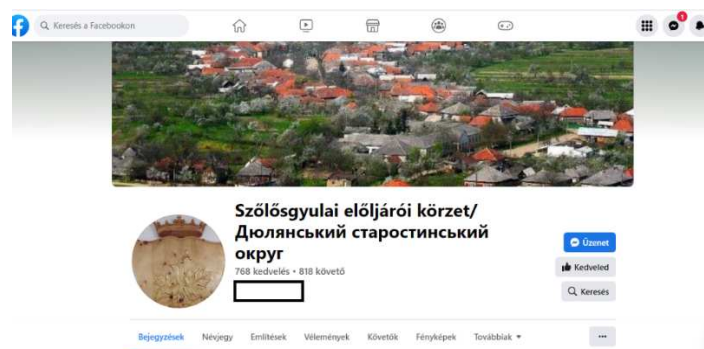 Keresés a Facebookon
Szőlősgyulai előljárói körzet/
Дюлянський старостинський
округ
768 kedvelés • 818 követő
Üzenet
Kedveled
Keresés
Bejegyzések Névjegy Említések Vélemények Követők Fényképek Továbbiak